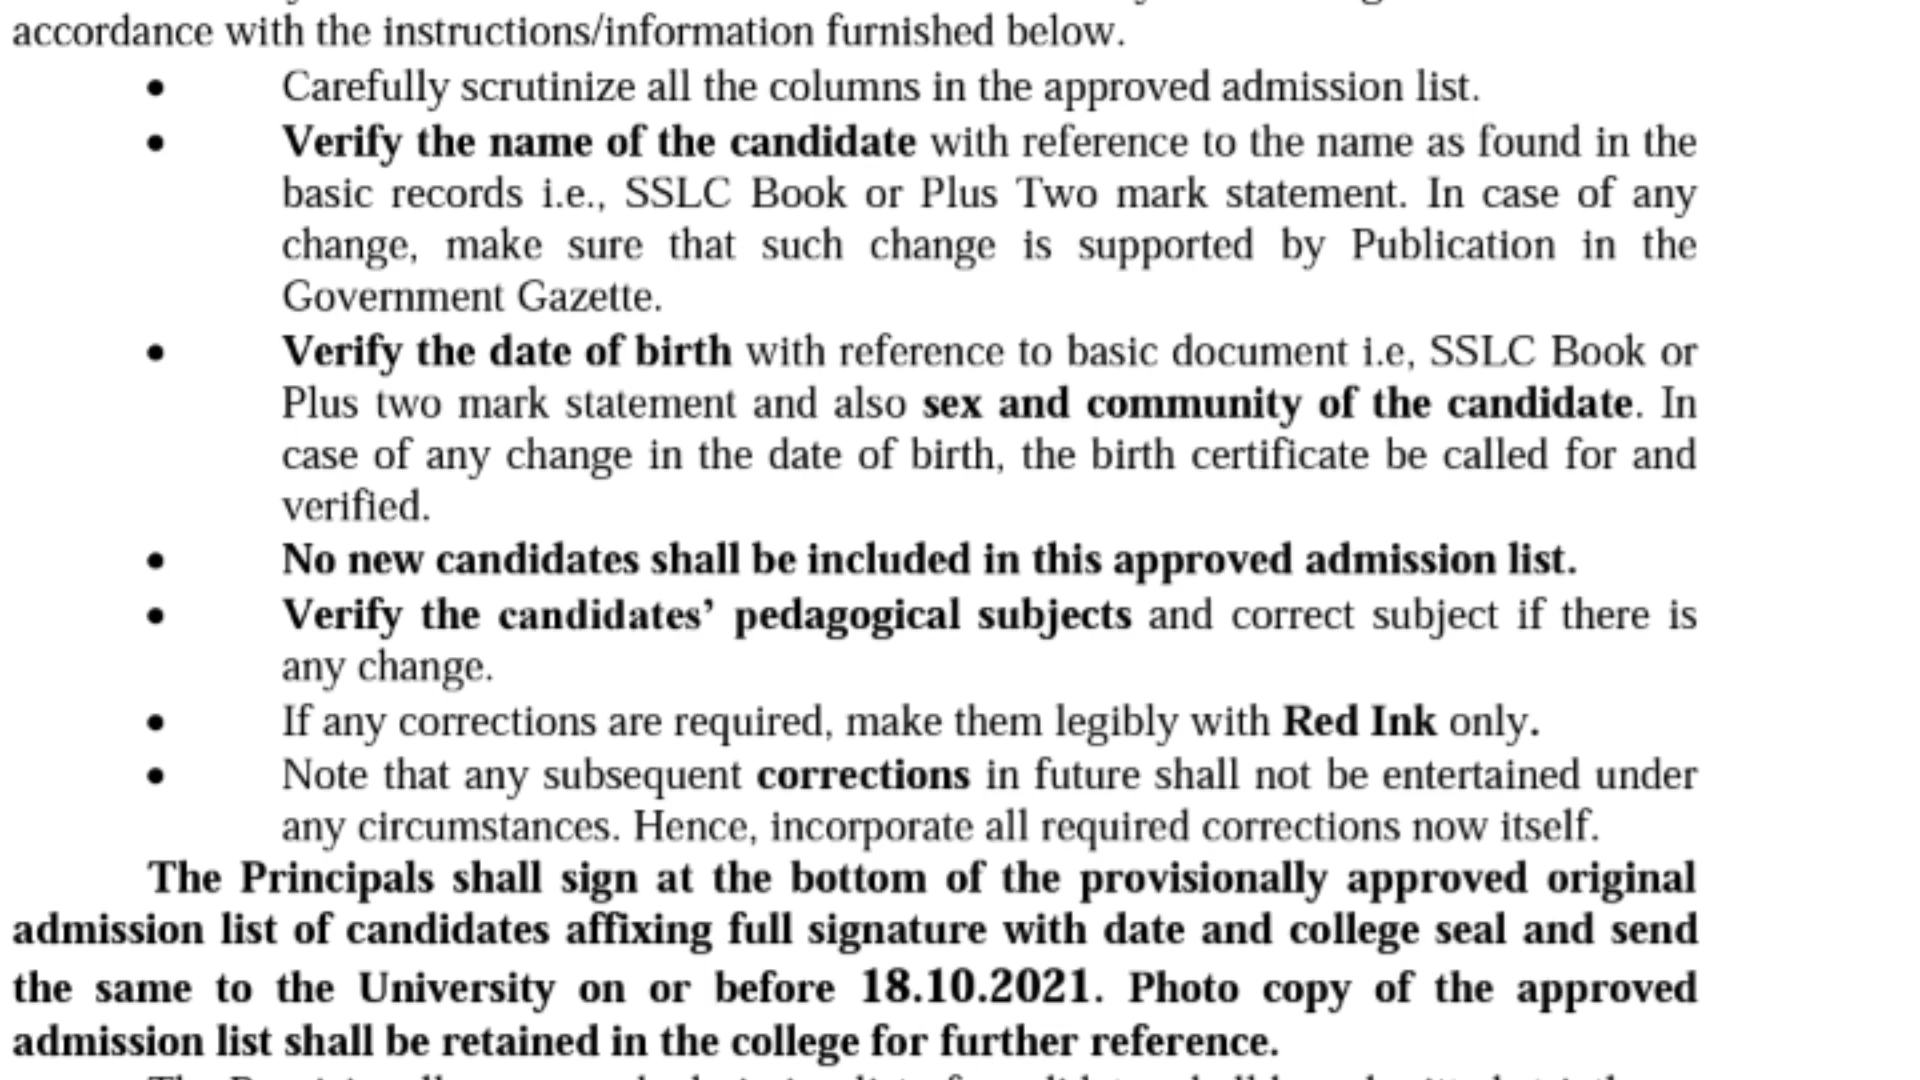 accordance with the instructions/information furnished below.
• Carefully scrutinize all the columns in the approved admission list.
• Verify the name of the candidate with reference to the name as found in the
basic records i.e., SSLC Book or Plus Two mark statement. In case of any
change, make sure that such change is supported by Publication in the
Government Gazette.
• Verify the date of birth with reference to basic document i.e, SSLC Book or
Plus two mark statement and also sex and community of the candidate. In
case of any change in the date of birth, the birth certificate be called for and
verified.
• No new candidates shall be included in this approved admission list.
• Verify the candidates’ pedagogical subjects and correct subject if there is
any change.
• If any corrections are required, make them legibly with Red Ink only.
• Note that any subsequent corrections in future shall not be entertained under
any circumstances. Hence, incorporate all required corrections now itself.
The Principals shall sign at the bottom of the provisionally approved original
admission list of candidates affixing full signature with date and college seal and send
the same to the University on or before 18.10.2021. Photo copy of the approved
admission list shall be retained in the college for further reference.